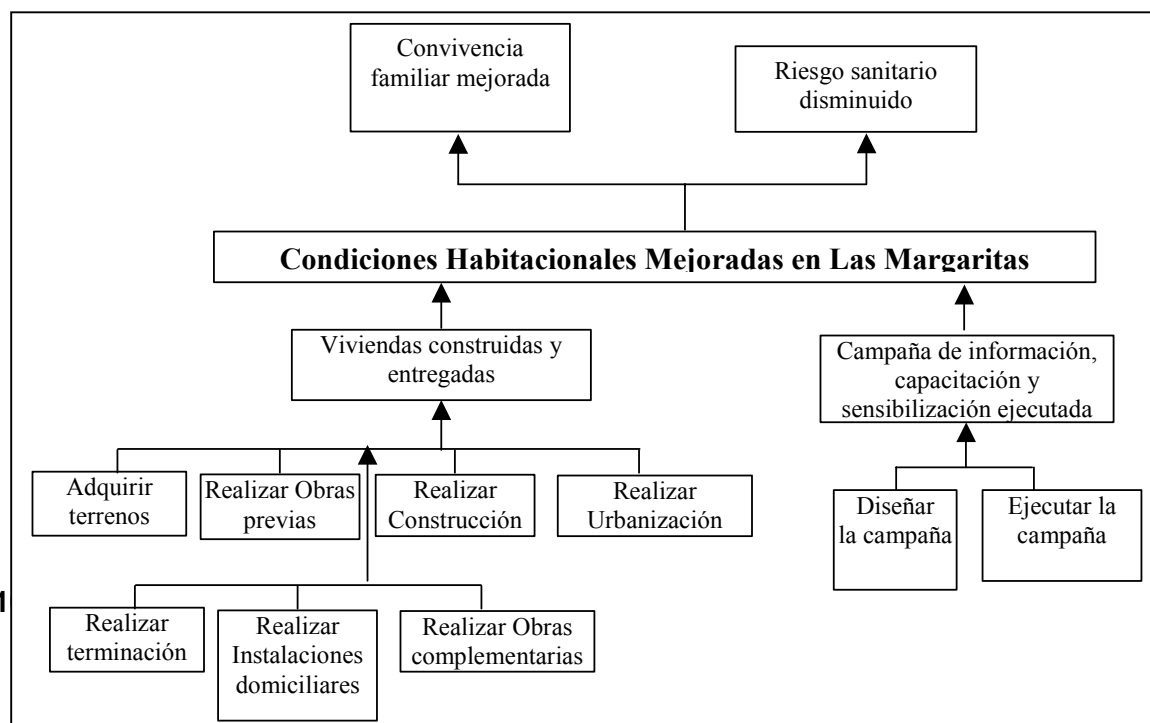 Convivencia
familiar mejorada
Riesgo sanitario
disminuido
Condiciones Habitacionales Mejoradas en Las Margaritas
Viviendas construidas y
entregadas
Campaña de información,
capacitación y
sensibilización ejecutada
Adquirir
terrenos
Realizar Obras
previas
Realizar
Construcción
Realizar
Urbanización
Diseñar
la campaña
Ejecutar la
campaña
Realizar
terminación
Realizar
Instalaciones
domiciliares
Realizar Obras
complementarias